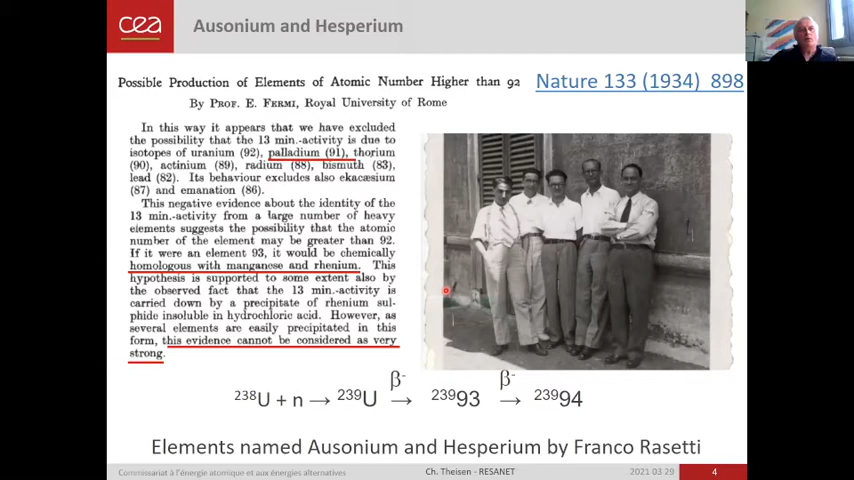 cea
Ausonium and Hesperium
Possible Production of Elements of Atomic Number Higher than 92
By PROF. E. FERMI, Royal University of Rome
Nature 133 (1934) 898
In this way it appears that we have excluded
the possibility that the 13 min.-activity is due to
isotopes of uranium (92), palladium (91), thorium
(90), actinium (89), radium (88), bismuth (83),
lead (82). Its behaviour excludes also ekacæsium
(87) and emanation (86).
This negative evidence about the identity of the
13 min.-activity from a large number of heavy
elements suggests the possibility that the atomic
number of the element may be greater than 92.
If it were an element 93, it would be chemically
homologous with manganese and rhenium. This
hypothesis is supported to some extent also by
the observed fact that the 13 min.-activity is
carried down by a precipitate of rhenium sul-
phide insoluble in hydrochloric acid. However, as
several elements are easily precipitated in this
form, this evidence cannot be considered as very
strong.
²³⁸U + n → ²³⁹U β⁻→ ²³⁹93 β⁻→ ²³⁹94
Elements named Ausonium and Hesperium by Franco Rasetti
Commissariat à l'énergie atomique et aux énergies alternatives
Ch. Theisen - RESANET
2021 03 29
4